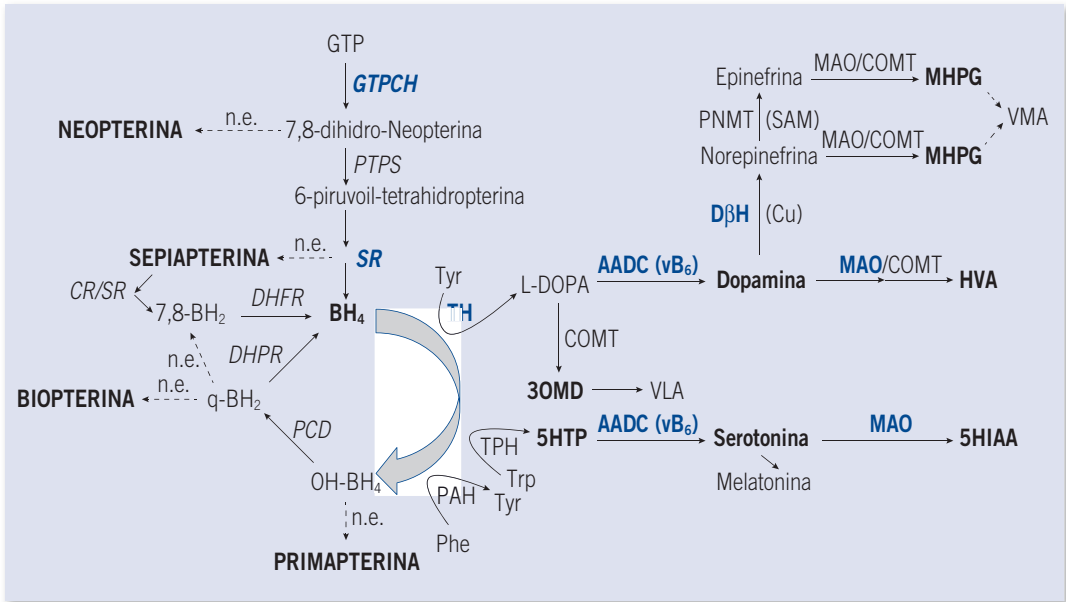 GTP
GTPCH
NEOPTERINA
n.e.
7,8-dihidro-Neopterina
PTPS
6-piruvoil-tetrahidropterina
SEPIAPTERINA
n.e.
SR
CR/SR
7,8-BH₂
DHFR
BH₄
DHPR
n.e.
n.e.
BIOPTERINA
q-BH₂
PCD
OH-BH₄
n.e.
PRIMAPTERINA
Tyr
TH
L-DOPA
AADC (vB₆)
Dopamina
MAO/COMT
HVA
COMT
3OMD
VLA
DβH
(Cu)
Norepinefrina
MAO/COMT
MHPG
PNMT
(SAM)
Epinefrina
MAO/COMT
MHPG
VMA
5HTP
AADC (vB₆)
Serotonina
MAO
5HIAA
Melatonina
TPH
Trp
PAH
Tyr
Phe